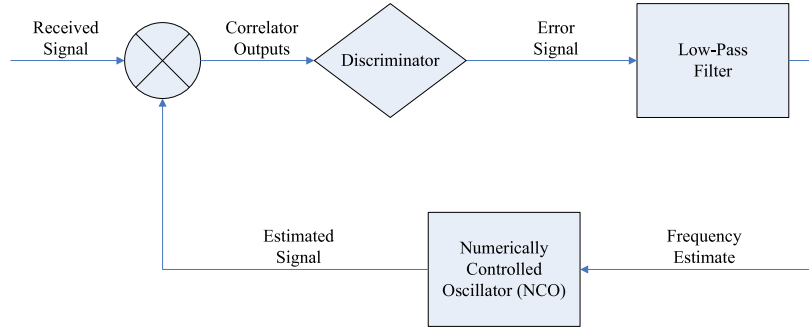 Received
Signal
Correlator
Outputs
Discriminator
Error
Signal
Low-Pass
Filter
Estimated
Signal
Numerically
Controlled
Oscillator (NCO)
Frequency
Estimate